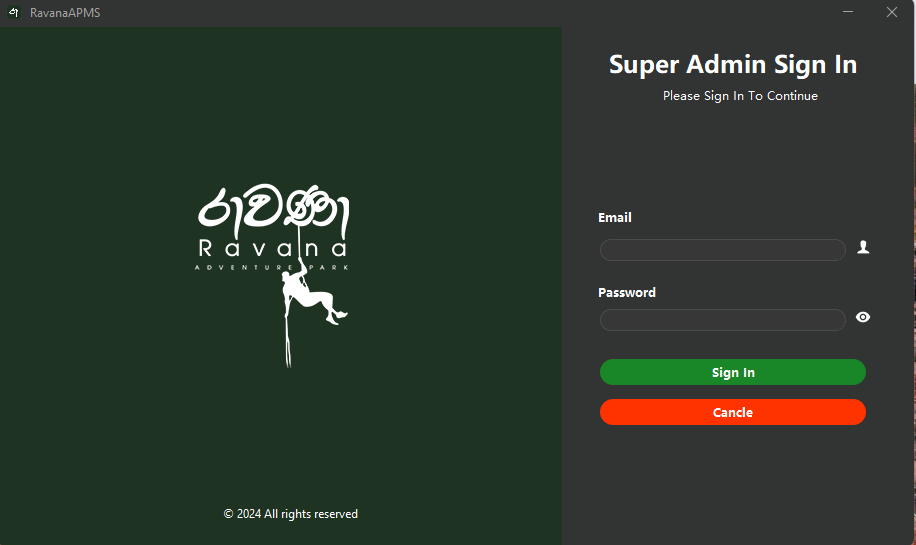 RavanaAPMS
රාවණා
Ravana
ADVENTURE PARK
© 2024 All rights reserved
Super Admin Sign In
Please Sign In To Continue
Email
Password
Sign In
Cancle